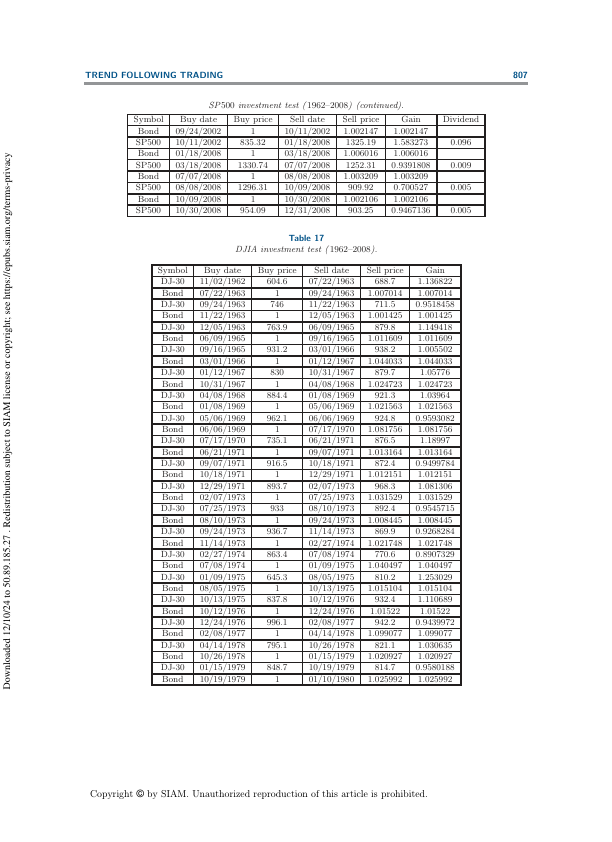 TREND FOLLOWING TRADING 807
SP500 investment test (1962–2008) (continued).
Symbol Buy date Buy price Sell date Sell price Gain Dividend
Bond 09/24/2002 1 10/11/2002 1.002147 1.002147
SP500 10/11/2002 835.32 01/18/2008 1325.19 1.583273 0.096
Bond 01/18/2008 1 03/18/2008 1.006016 1.006016
SP500 03/18/2008 1330.74 07/07/2008 1252.31 0.9391808 0.009
Bond 07/07/2008 1 08/08/2008 1.003209 1.003209
SP500 08/08/2008 1296.31 10/09/2008 909.92 0.700527 0.005
Bond 10/09/2008 1 10/30/2008 1.002106 1.002106
SP500 10/30/2008 954.09 12/31/2008 903.25 0.9467136 0.005
Table 17
DJIA investment test (1962–2008).
Symbol Buy date Buy price Sell date Sell price Gain
DJ-30 11/02/1962 604.6 07/22/1963 688.7 1.136822
Bond 07/22/1963 1 09/24/1963 1.007014 1.007014
DJ-30 09/24/1963 746 11/22/1963 711.5 0.9518458
Bond 11/22/1963 1 12/05/1963 1.001425 1.001425
DJ-30 12/05/1963 763.9 06/09/1965 879.8 1.149418
Bond 06/09/1965 1 09/16/1965 1.011609 1.011609
DJ-30 09/16/1965 931.2 03/01/1966 938.2 1.005502
Bond 03/01/1966 1 01/12/1967 1.044033 1.044033
DJ-30 01/12/1967 830 10/31/1967 879.7 1.05776
Bond 10/31/1967 1 04/08/1968 1.024723 1.024723
DJ-30 04/08/1968 884.4 01/08/1969 921.3 1.03964
Bond 01/08/1969 1 05/06/1969 1.021563 1.021563
DJ-30 05/06/1969 962.1 06/06/1969 924.8 0.9593082
Bond 06/06/1969 1 07/17/1970 1.081756 1.081756
DJ-30 07/17/1970 735.1 06/21/1971 876.5 1.18997
Bond 06/21/1971 1 09/07/1971 1.013164 1.013164
DJ-30 09/07/1971 916.5 10/18/1971 872.4 0.9499784
Bond 10/18/1971 1 12/29/1971 1.012151 1.012151
DJ-30 12/29/1971 893.7 02/07/1973 968.3 1.081306
Bond 02/07/1973 1 07/25/1973 1.031529 1.031529
DJ-30 07/25/1973 933 08/10/1973 892.4 0.9545715
Bond 08/10/1973 1 09/24/1973 1.008445 1.008445
DJ-30 09/24/1973 936.7 11/14/1973 869.9 0.9268284
Bond 11/14/1973 1 02/27/1974 1.021748 1.021748
DJ-30 02/27/1974 863.4 07/08/1974 770.6 0.8907329
Bond 07/08/1974 1 01/09/1975 1.040497 1.040497
DJ-30 01/09/1975 645.3 08/05/1975 810.2 1.253029
Bond 08/05/1975 1 10/13/1975 1.015104 1.015104
DJ-30 10/13/1975 837.8 10/12/1976 932.4 1.110689
Bond 10/12/1976 1 12/24/1976 1.01522 1.01522
DJ-30 12/24/1976 996.1 02/08/1977 942.2 0.9439972
Bond 02/08/1977 1 04/14/1978 1.099077 1.099077
DJ-30 04/14/1978 795.1 10/26/1978 821.1 1.030635
Bond 10/26/1978 1 01/15/1979 1.020927 1.020927
DJ-30 01/15/1979 848.7 10/19/1979 814.7 0.9580188
Bond 10/19/1979 1 01/10/1980 1.025992 1.025992
Copyright © by SIAM. Unauthorized reproduction of this article is prohibited.
Downloaded 12/10/24 to 50.89.185.27 . Redistribution subject to SIAM license or copyright; see https://epubs.siam.org/terms-privacy